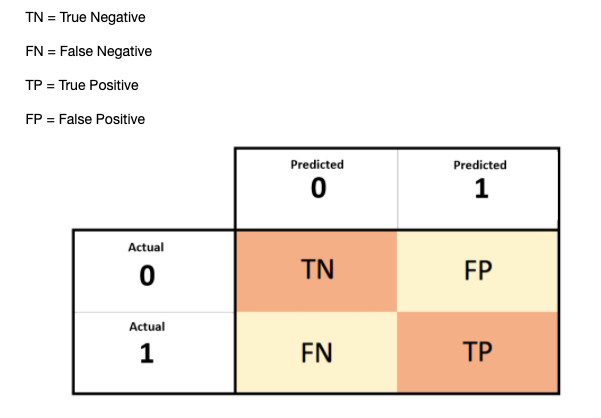 TN = True Negative
FN = False Negative
TP = True Positive
FP = False Positive
Predicted Predicted
0 1
Actual
0
TN FP
Actual
1
FN TP